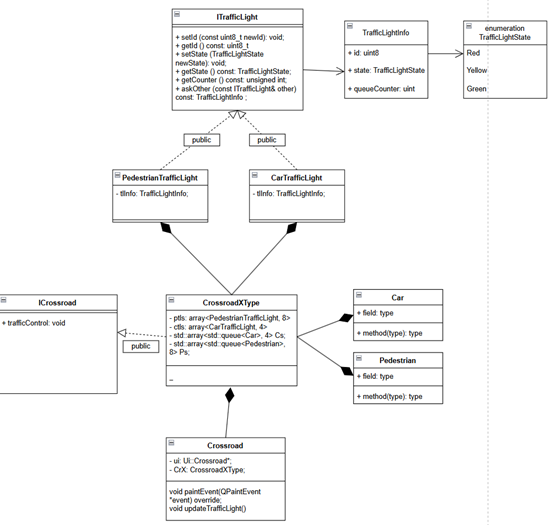 ITrafficLight
+ setId (const uint8_t newId): void;
+ getId () const: uint8_t
+ setState (TrafficLightState
newState): void;
+ getState () const: TrafficLightState;
+ getCounter () const: unsigned int;
+ askOther (const ITrafficLight& other)
const: TrafficLightInfo ;
TrafficLightInfo
+ id: uint8
+ state: TrafficLightState
+ queueCounter: uint
enumeration
TrafficLightState
Red
Yellow
Green
public
public
PedestrianTrafficLight
- tlInfo: TrafficLightInfo;
CarTrafficLight
- tlInfo: TrafficLightInfo;
ICrossroad
+ trafficControl: void
public
CrossroadXType
- ptls: array<PedestrianTrafficLight, 8>
- ctls: array<CarTrafficLight, 4>
- std::array<std::queue<Car>, 4> Cs;
- std::array<std::queue<Pedestrian>,
8> Ps;
Car
+ field: type
+ method(type): type
Pedestrian
+ field: type
+ method(type): type
Crossroad
- ui: Ui::Crossroad*;
- CrX: CrossroadXType;
void paintEvent(QPaintEvent
*event) override;
void updateTrafficLight()